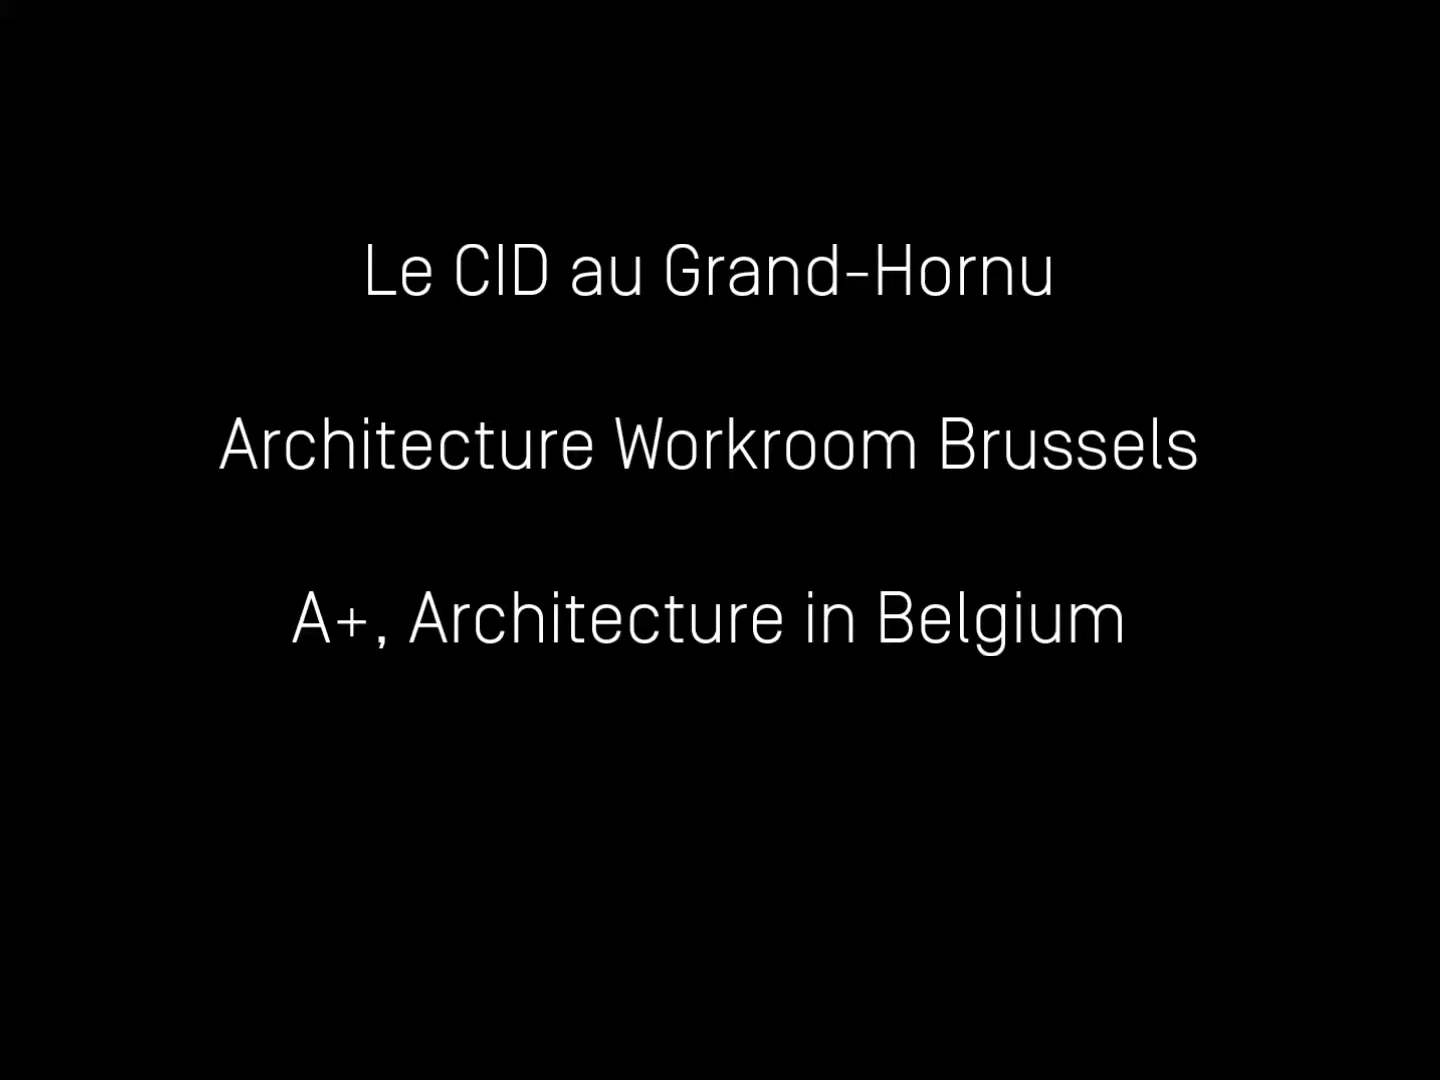 Le CID au Grand-Hornu
Architecture Workroom Brussels
A+, Architecture in Belgium